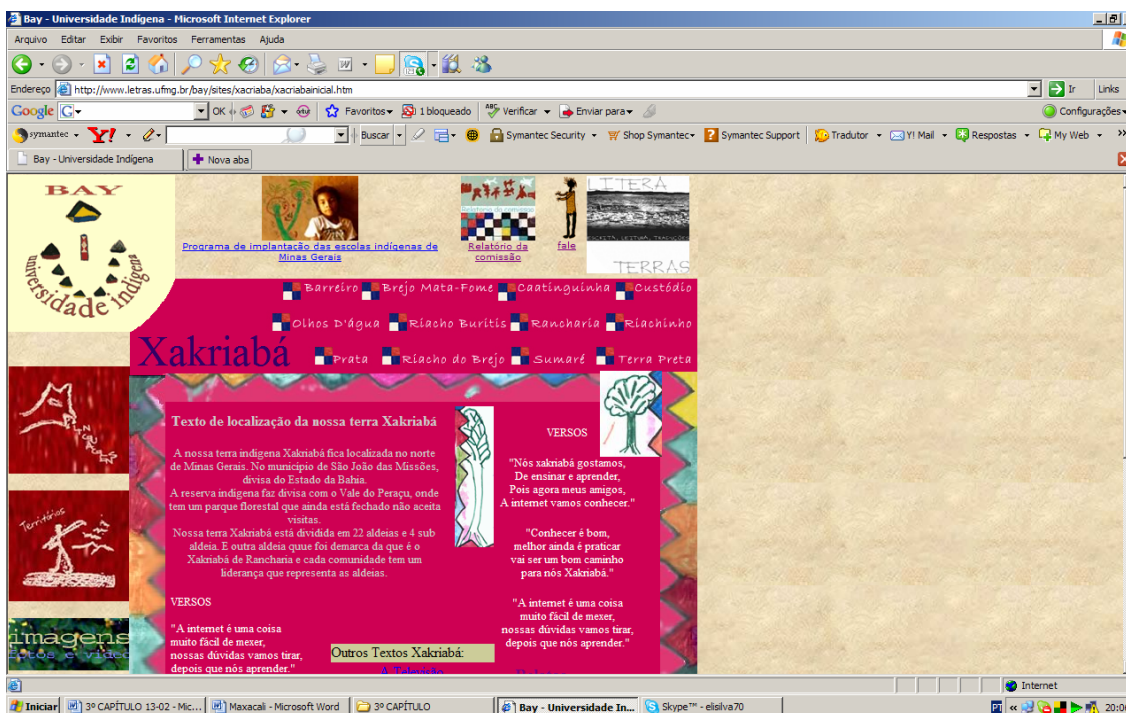 Bay - Universidade Indígena - Microsoft Internet Explorer
Arquivo Editar Exibir Favoritos Ferramentas Ajuda
Endereço http://www.letras.ufmg.br/bay/sites/xacriaba/xacriabainicial.htm Ir Links
Google G OK Favoritos 1 bloqueado Verificar Enviar para Configurações
symantec Y! Buscar Symantec Security Shop Symantec Symantec Support Tradutor Y! Mail Respostas My Web »
Bay - Universidade Indígena Nova aba
BAY
universidade indígena
Programa de implantação das escolas indígenas de
Minas Gerais
Relatório da
comissão
fale
LITERA
ESCRITA, LEITURA, TRADUÇÕES
TERRAS
Barreiro Brejo Mata-Fome Caatinguinha Custódio
Olhos D'água Riacho Buritis Rancharia Riachinho
Xakriabá Prata Riacho do Brejo Sumaré Terra Preta
Territórios
imagens
fotos e vídeo
Texto de localização da nossa terra Xakriabá
A nossa terra indígena Xakriabá fica localizada no norte
de Minas Gerais. No município de São João das Missões,
divisa do Estado da Bahia.
A reserva indígena faz divisa com o Vale do Peraçu, onde
tem um parque florestal que ainda está fechado não aceita
visitas.
Nossa terra Xakriabá está dividida em 22 aldeias e 4 sub
aldeia. E outra aldeia quue foi demarca da que é o
Xakriabá de Rancharia e cada comunidade tem um
liderança que representa as aldeias.
VERSOS
"A internet é uma coisa
muito fácil de mexer,
nossas dúvidas vamos tirar,
depois que nós aprender."
Outros Textos Xakriabá:
A Televisão
VERSOS
"Nós xakriabá gostamos,
De ensinar e aprender,
Pois agora meus amigos,
A internet vamos conhecer."
"Conhecer é bom,
melhor ainda é praticar
vai ser um bom caminho
para nós Xakriabá."
"A internet é uma coisa
muito fácil de mexer,
nossas dúvidas vamos tirar,
depois que nós aprender."
Internet
Iniciar 3º CAPÍTULO 13-02 - Mic... Maxacali - Microsoft Word 3º CAPÍTULO Bay - Universidade In... Skype™ - elisilva70 PT « 20:0